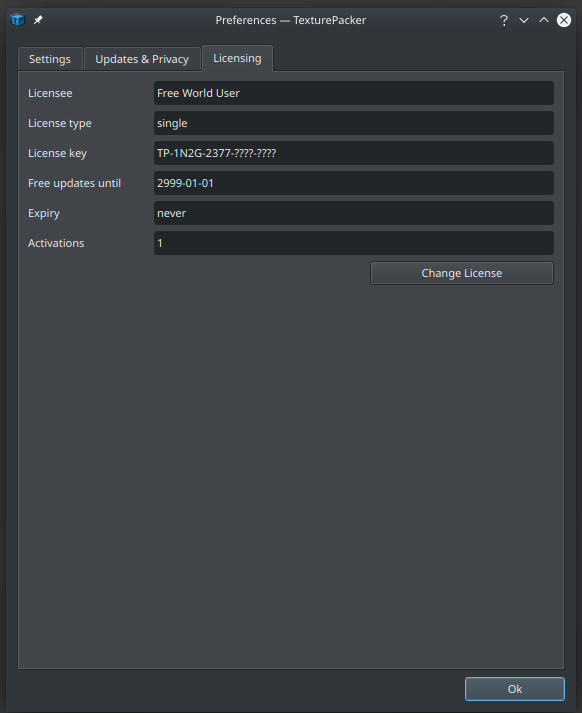 Preferences — TexturePacker
Settings
Updates & Privacy
Licensing
Licensee
Free World User
License type
single
License key
TP-1N2G-2377-????-????
Free updates until
2999-01-01
Expiry
never
Activations
1
Change License
Ok